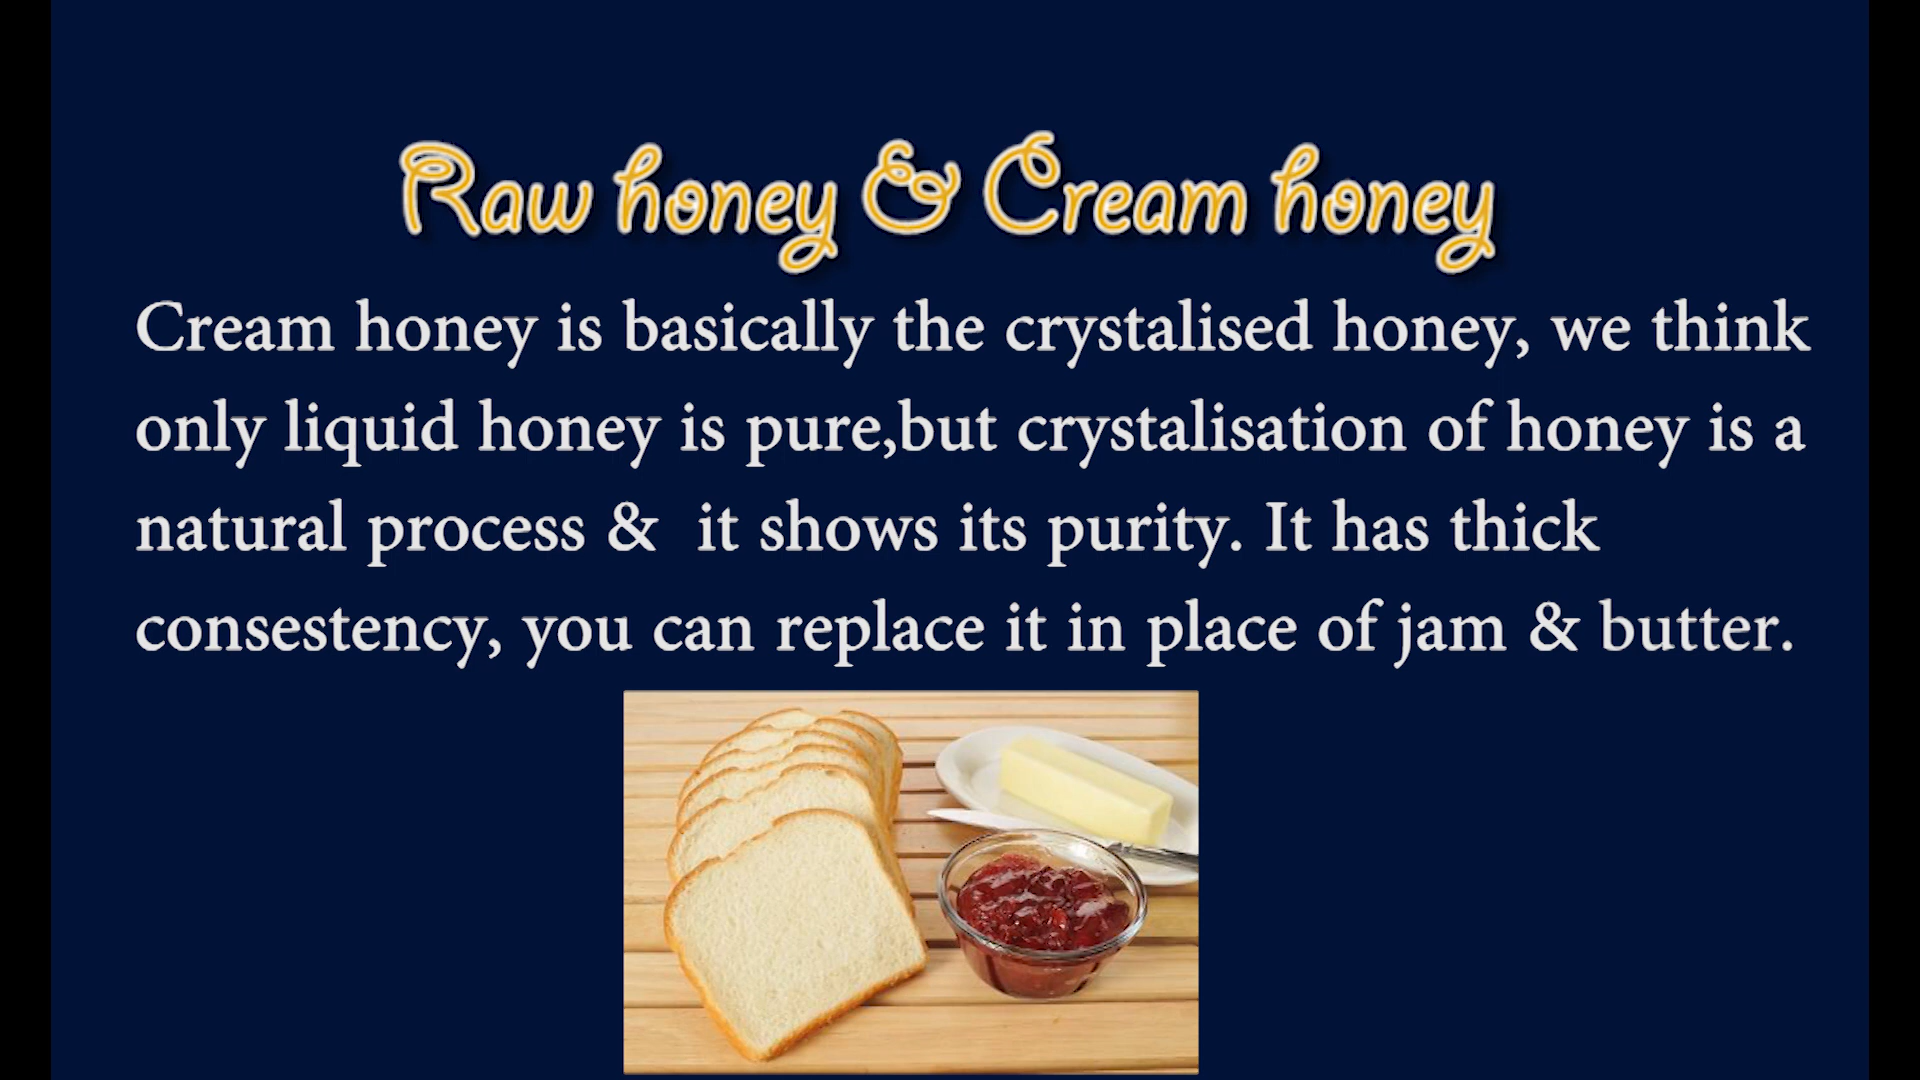 Raw honey & Cream honey
Cream honey is basically the crystalised honey, we think
only liquid honey is pure,but crystalisation of honey is a
natural process &  it shows its purity. It has thick
consestency, you can replace it in place of jam & butter.